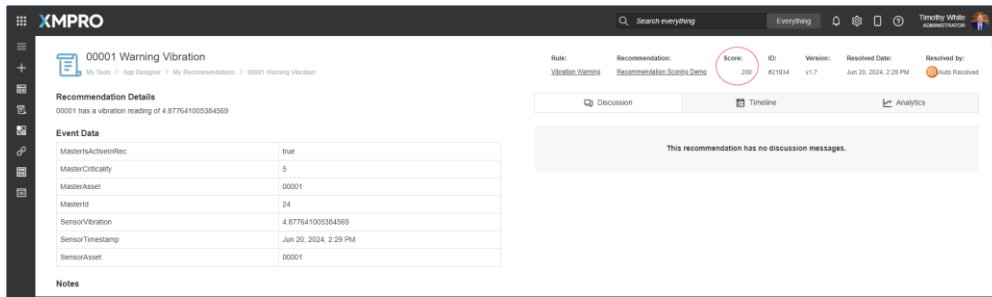 XMPRO
Search everything
Everything
Timothy White
ADMINISTRATOR
00001 Warning Vibration
My Tools > App Designer > My Recommendations > 00001 Warning Vibration
Rule:
Vibration Warning
Recommendation:
Recommendation Scoring Demo
Score:
200
ID:
#21934
Version:
v1.7
Resolved Date:
Jun 20, 2024, 2:29 PM
Resolved by:
Auto Resolved
Recommendation Details
00001 has a vibration reading of 4.877641005384569
Discussion
Timeline
Analytics
This recommendation has no discussion messages.
Event Data
MasterIsActiveInRec true
MasterCriticality 5
MasterAsset 00001
MasterId 24
SensorVibration 4.877641005384569
SensorTimestamp Jun 20, 2024, 2:29 PM
SensorAsset 00001
Notes